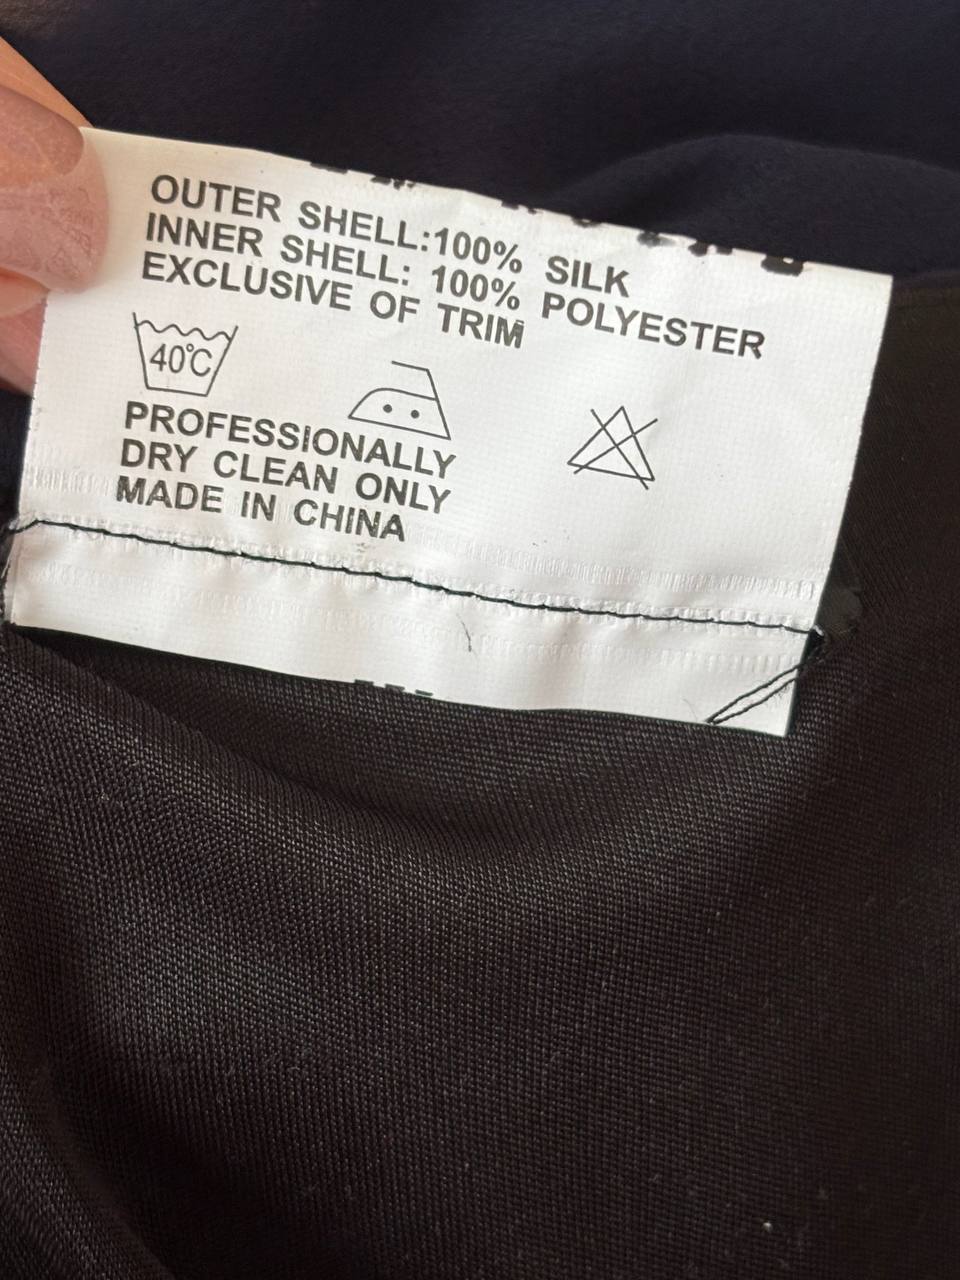 OUTER SHELL:100% SILK
INNER SHELL: 100% POLYESTER
EXCLUSIVE OF TRIM
40°C
PROFESSIONALLY
DRY CLEAN ONLY
MADE IN CHINA